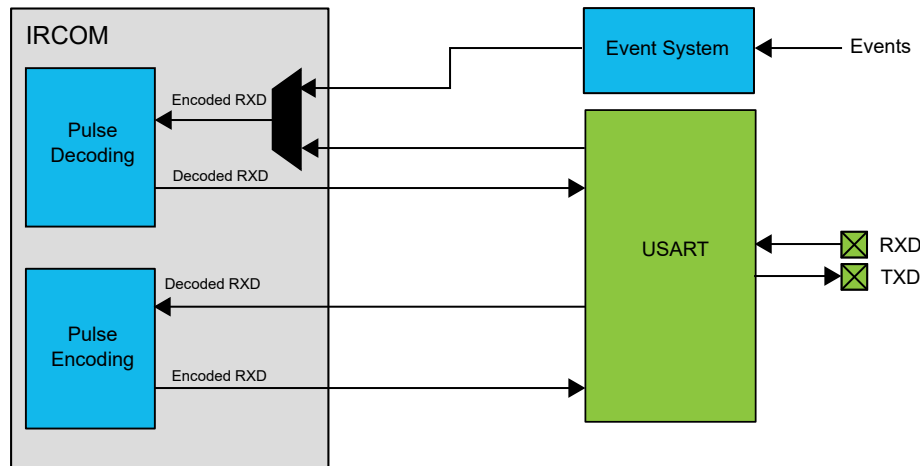 IRCOM
Event System
Events
Encoded RXD
Pulse
Decoding
Decoded RXD
USART
RXD
TXD
Decoded RXD
Pulse
Encoding
Encoded RXD